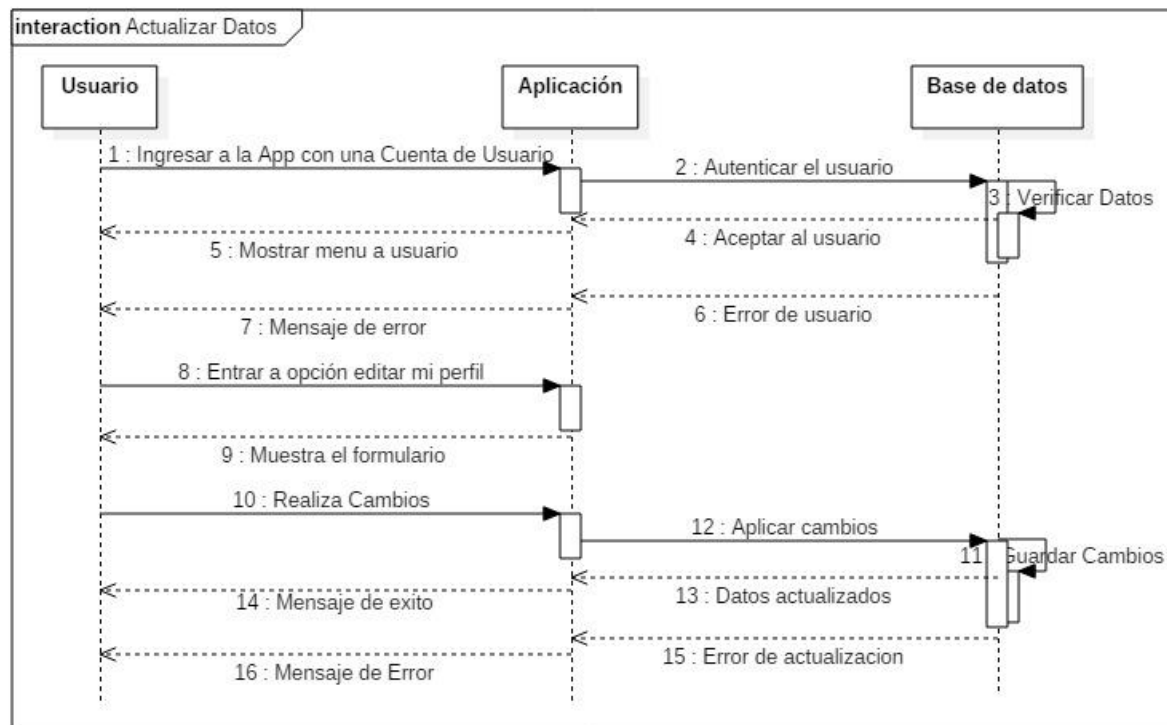 interaction Actualizar Datos
Usuario
Aplicación
Base de datos
1 : Ingresar a la App con una Cuenta de Usuario
2 : Autenticar el usuario
3 : Verificar Datos
4 : Aceptar al usuario
5 : Mostrar menu a usuario
6 : Error de usuario
7 : Mensaje de error
8 : Entrar a opción editar mi perfil
9 : Muestra el formulario
10 : Realiza Cambios
12 : Aplicar cambios
11 : Guardar Cambios
13 : Datos actualizados
14 : Mensaje de exito
15 : Error de actualizacion
16 : Mensaje de Error